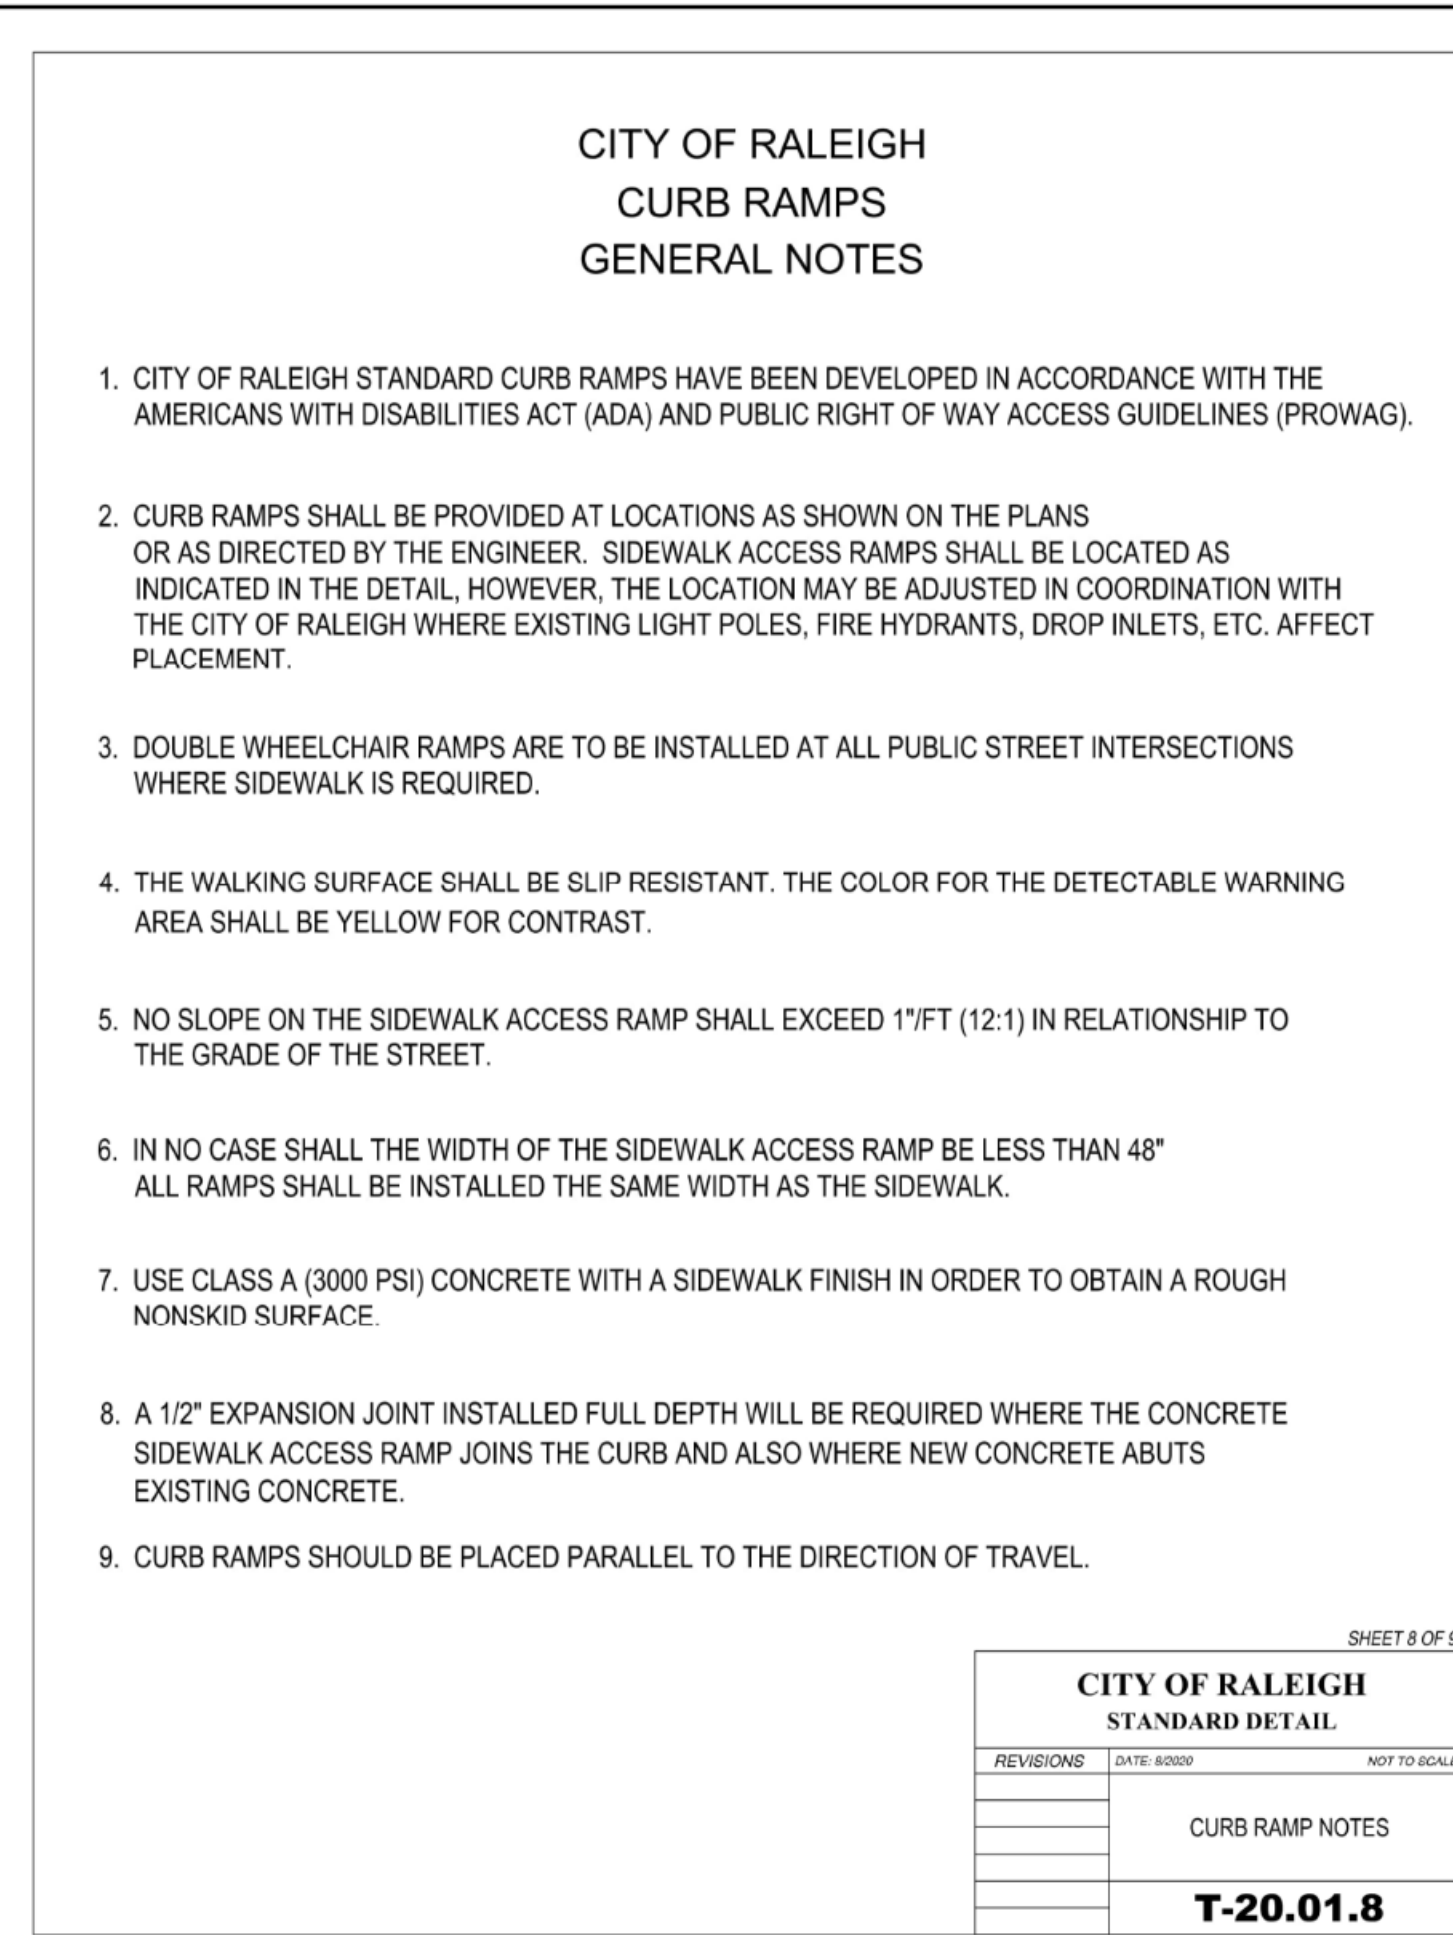 CITY OF RALEIGH
CURB RAMPS
GENERAL NOTES
1. CITY OF RALEIGH STANDARD CURB RAMPS HAVE BEEN DEVELOPED IN ACCORDANCE WITH THE
AMERICANS WITH DISABILITIES ACT (ADA) AND PUBLIC RIGHT OF WAY ACCESS GUIDELINES (PROWAG).
2. CURB RAMPS SHALL BE PROVIDED AT LOCATIONS AS SHOWN ON THE PLANS
OR AS DIRECTED BY THE ENGINEER. SIDEWALK ACCESS RAMPS SHALL BE LOCATED AS
INDICATED IN THE DETAIL, HOWEVER, THE LOCATION MAY BE ADJUSTED IN COORDINATION WITH
THE CITY OF RALEIGH WHERE EXISTING LIGHT POLES, FIRE HYDRANTS, DROP INLETS, ETC. AFFECT
PLACEMENT.
3. DOUBLE WHEELCHAIR RAMPS ARE TO BE INSTALLED AT ALL PUBLIC STREET INTERSECTIONS
WHERE SIDEWALK IS REQUIRED.
4. THE WALKING SURFACE SHALL BE SLIP RESISTANT. THE COLOR FOR THE DETECTABLE WARNING
AREA SHALL BE YELLOW FOR CONTRAST.
5. NO SLOPE ON THE SIDEWALK ACCESS RAMP SHALL EXCEED 1"/FT (12:1) IN RELATIONSHIP TO
THE GRADE OF THE STREET.
6. IN NO CASE SHALL THE WIDTH OF THE SIDEWALK ACCESS RAMP BE LESS THAN 48"
ALL RAMPS SHALL BE INSTALLED THE SAME WIDTH AS THE SIDEWALK.
7. USE CLASS A (3000 PSI) CONCRETE WITH A SIDEWALK FINISH IN ORDER TO OBTAIN A ROUGH
NONSKID SURFACE.
8. A 1/2" EXPANSION JOINT INSTALLED FULL DEPTH WILL BE REQUIRED WHERE THE CONCRETE
SIDEWALK ACCESS RAMP JOINS THE CURB AND ALSO WHERE NEW CONCRETE ABUTS
EXISTING CONCRETE.
9. CURB RAMPS SHOULD BE PLACED PARALLEL TO THE DIRECTION OF TRAVEL.
SHEET 8 OF 9
CITY OF RALEIGH
STANDARD DETAIL
REVISIONS DATE: 8/2020 NOT TO SCALE
CURB RAMP NOTES
T-20.01.8